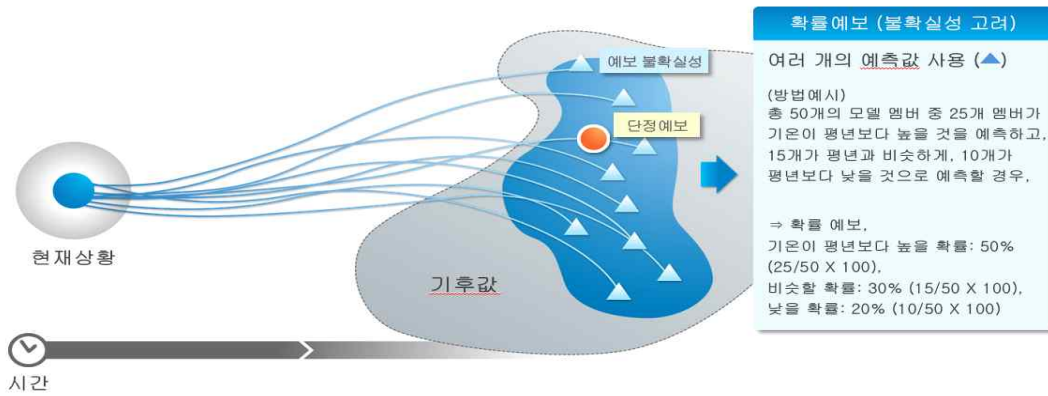 확률예보 (불확실성 고려)
여러 개의 예측값 사용 (▲)
(방법예시)
총 50개의 모델 멤버 중 25개 멤버가
기온이 평년보다 높을 것을 예측하고,
15개가 평년과 비슷하게, 10개가
평년보다 낮을 것으로 예측할 경우,
⇒ 확률 예보,
기온이 평년보다 높을 확률: 50%
(25/50 X 100),
비슷할 확률: 30% (15/50 X 100),
낮을 확률: 20% (10/50 X 100)
예보 불확실성
단정예보
현재상황
기후값
시간